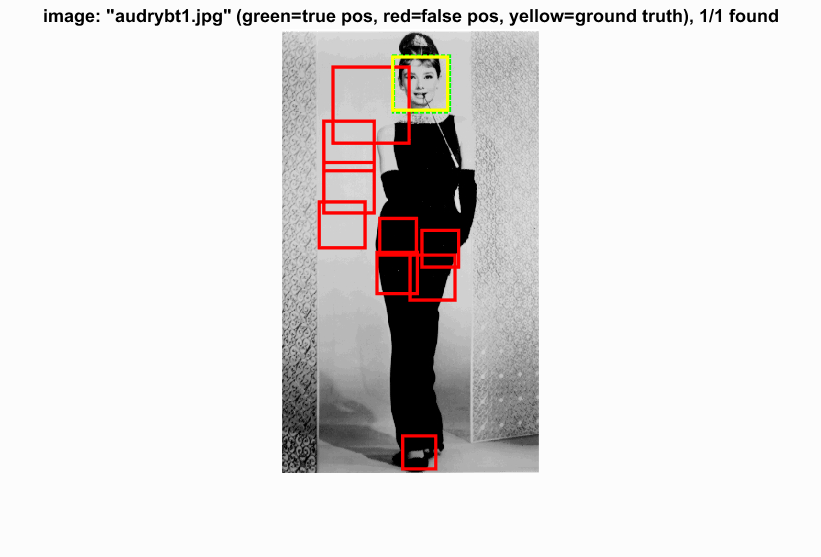 image: "audrybt1.jpg" (green=true pos, red=false pos, yellow=ground truth), 1/1 found